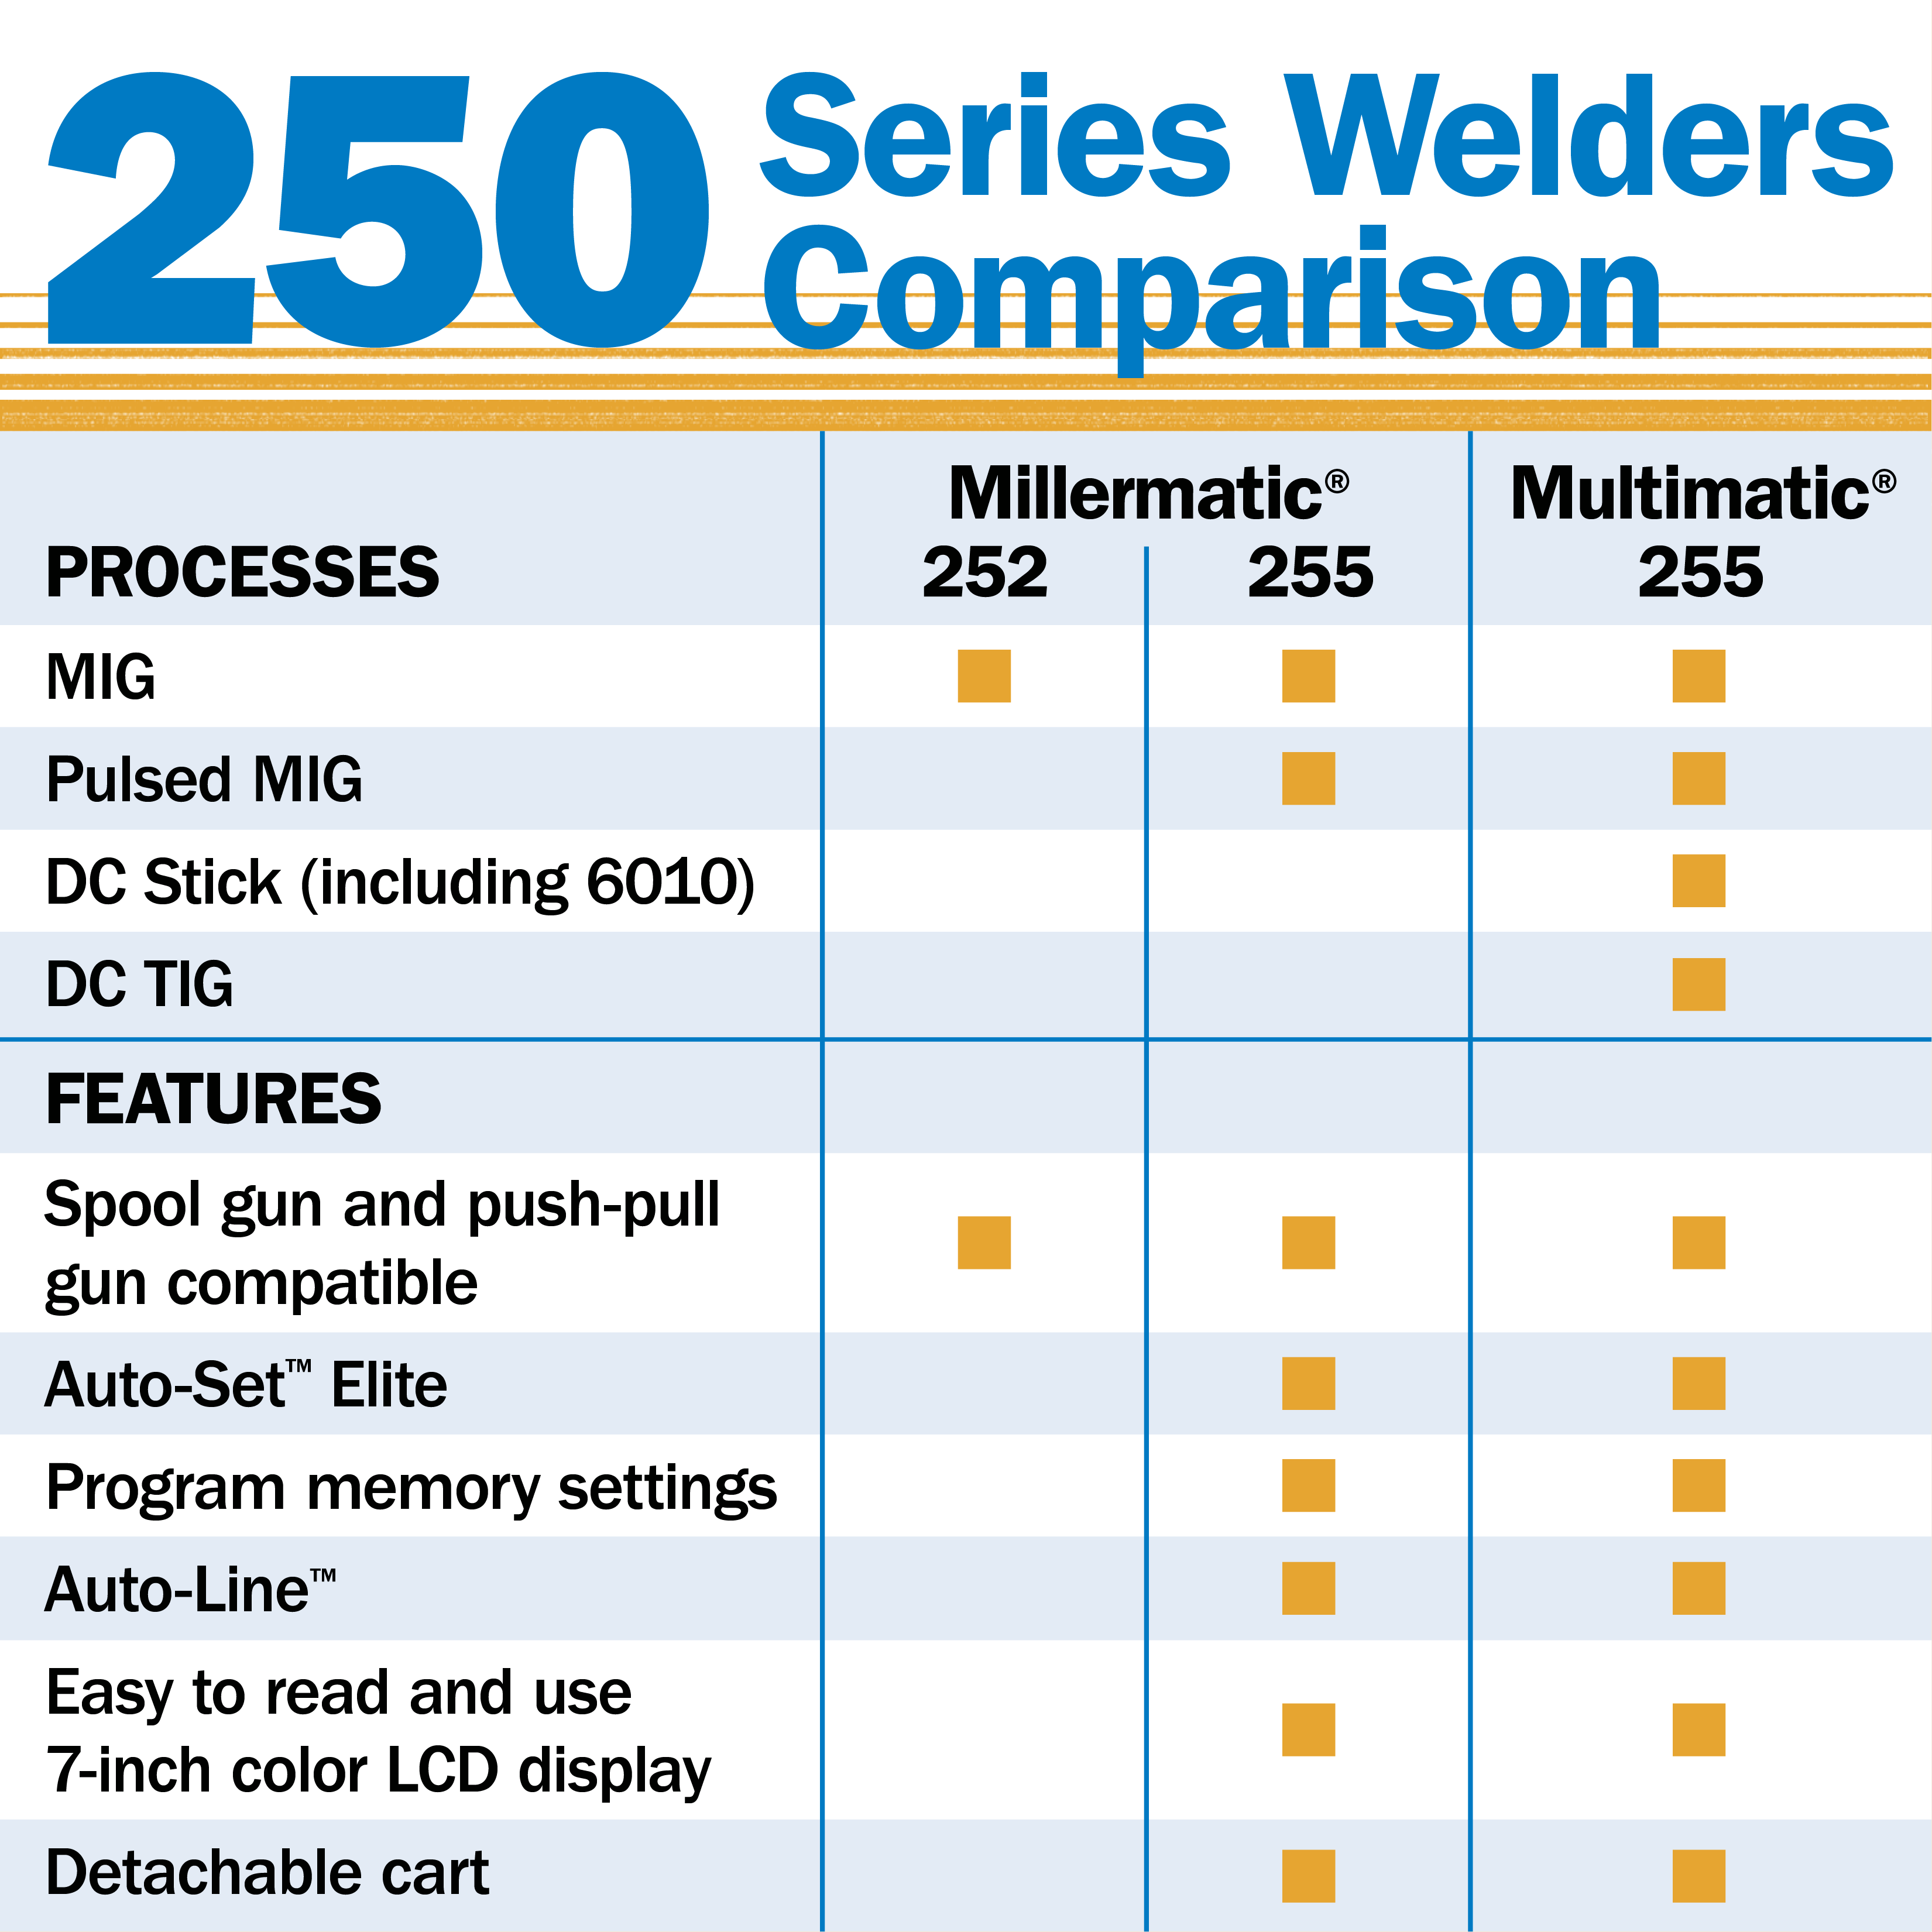 250 Series Welders
Comparison
Millermatic® Multimatic®
PROCESSES 252 255 255
MIG
Pulsed MIG
DC Stick (including 6010)
DC TIG
FEATURES
Spool gun and push-pull
gun compatible
Auto-Set™ Elite
Program memory settings
Auto-Line™
Easy to read and use
7-inch color LCD display
Detachable cart